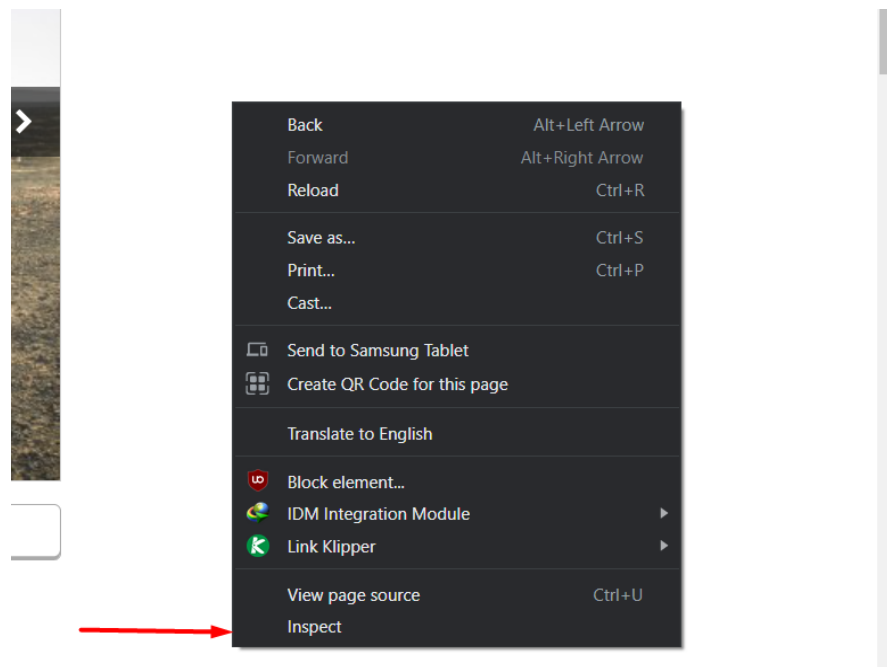 Back Alt+Left Arrow
Forward Alt+Right Arrow
Reload Ctrl+R
Save as... Ctrl+S
Print... Ctrl+P
Cast...
Send to Samsung Tablet
Create QR Code for this page
Translate to English
Block element...
IDM Integration Module
Link Klipper
View page source Ctrl+U
Inspect